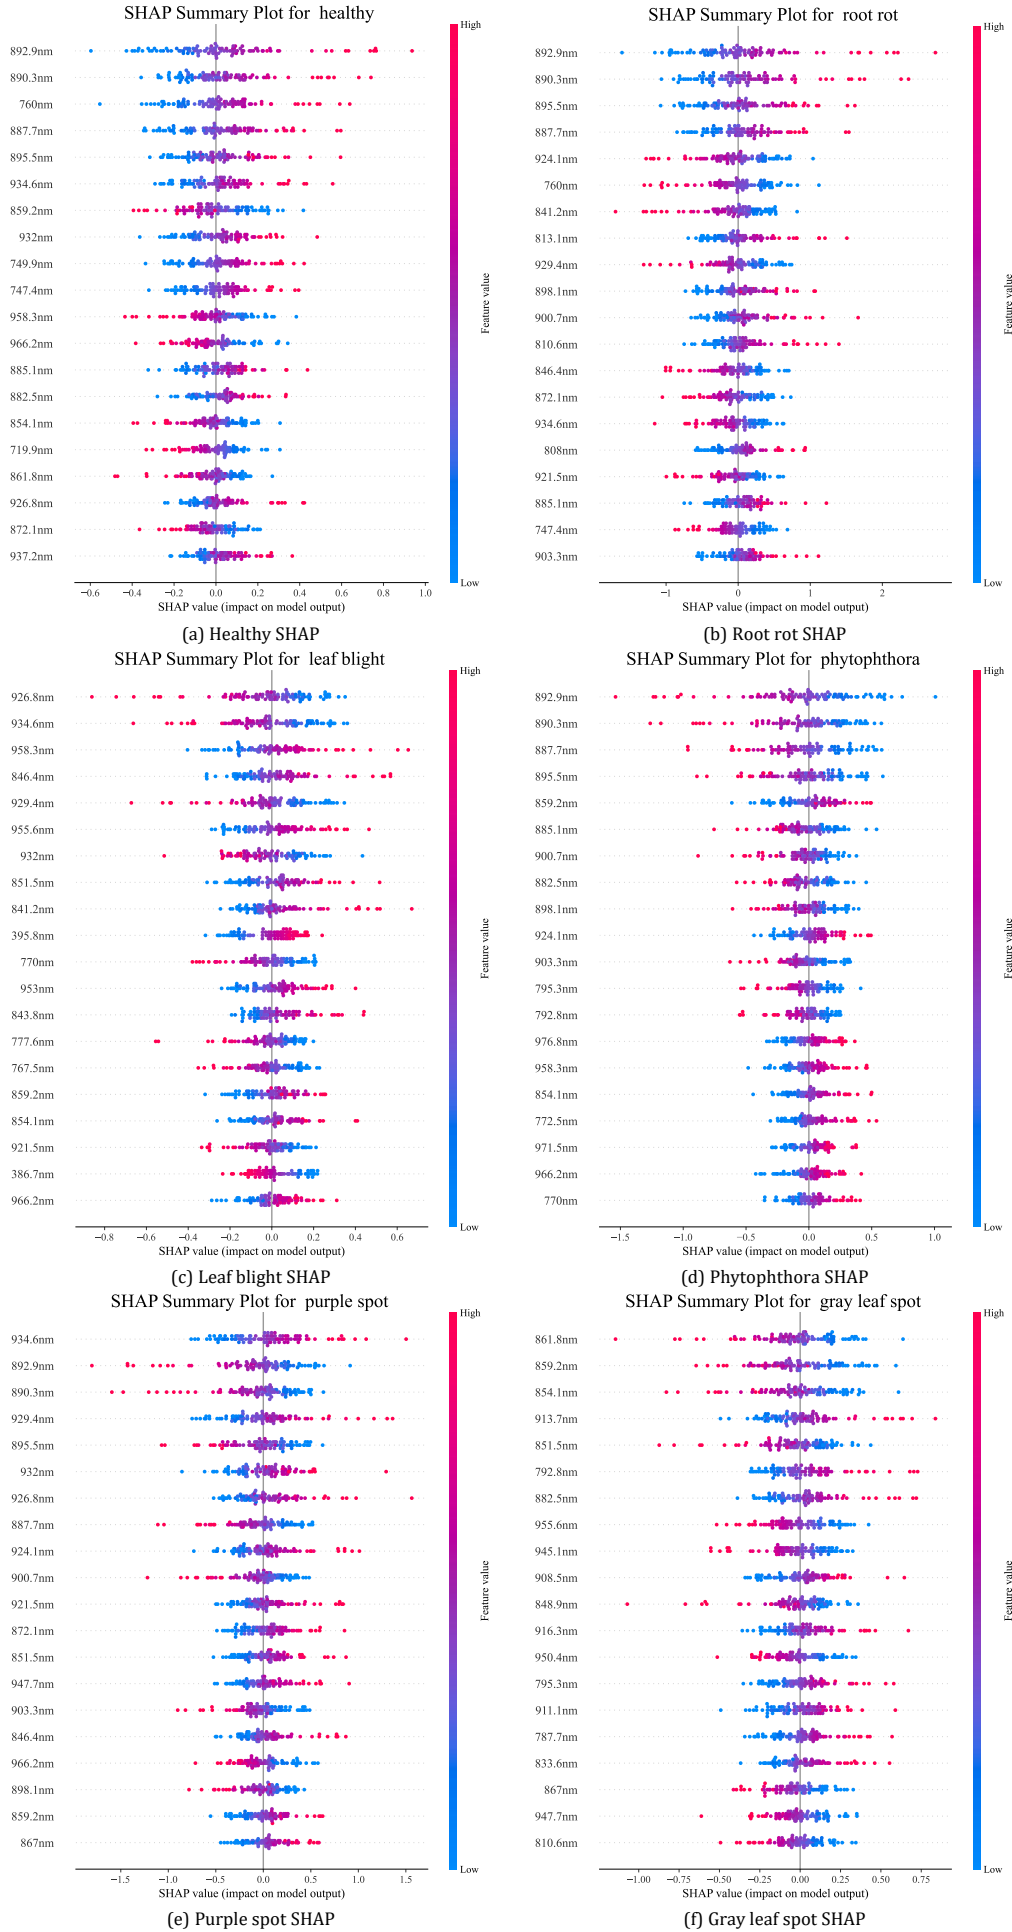 SHAP Summary Plot for healthy
High
892.9nm
890.3nm
760nm
887.7nm
895.5nm
934.6nm
859.2nm
932nm
749.9nm
747.4nm
958.3nm
966.2nm
885.1nm
882.5nm
854.1nm
719.9nm
861.8nm
926.8nm
872.1nm
937.2nm
Feature value
Low
−0.6 −0.4 −0.2 0.0 0.2 0.4 0.6 0.8 1.0
SHAP value (impact on model output)
(a) Healthy SHAP
SHAP Summary Plot for root rot
High
892.9nm
890.3nm
895.5nm
887.7nm
924.1nm
760nm
841.2nm
813.1nm
929.4nm
898.1nm
900.7nm
810.6nm
846.4nm
872.1nm
934.6nm
808nm
921.5nm
885.1nm
747.4nm
903.3nm
Feature value
Low
−1 0 1 2
SHAP value (impact on model output)
(b) Root rot SHAP
SHAP Summary Plot for leaf blight
High
926.8nm
934.6nm
958.3nm
846.4nm
929.4nm
955.6nm
932nm
851.5nm
841.2nm
395.8nm
770nm
953nm
843.8nm
777.6nm
767.5nm
859.2nm
854.1nm
921.5nm
386.7nm
966.2nm
Feature value
Low
−0.8 −0.6 −0.4 −0.2 0.0 0.2 0.4 0.6
SHAP value (impact on model output)
(c) Leaf blight SHAP
SHAP Summary Plot for phytophthora
High
892.9nm
890.3nm
887.7nm
895.5nm
859.2nm
885.1nm
900.7nm
882.5nm
898.1nm
924.1nm
903.3nm
795.3nm
792.8nm
976.8nm
958.3nm
854.1nm
772.5nm
971.5nm
966.2nm
770nm
Feature value
Low
−1.5 −1.0 −0.5 0.0 0.5 1.0
SHAP value (impact on model output)
(d) Phytophthora SHAP
SHAP Summary Plot for purple spot
High
934.6nm
892.9nm
890.3nm
929.4nm
895.5nm
932nm
926.8nm
887.7nm
924.1nm
900.7nm
921.5nm
872.1nm
851.5nm
947.7nm
903.3nm
846.4nm
966.2nm
898.1nm
859.2nm
867nm
Feature value
Low
−1.5 −1.0 −0.5 0.0 0.5 1.0 1.5
SHAP value (impact on model output)
(e) Purple spot SHAP
SHAP Summary Plot for gray leaf spot
High
861.8nm
859.2nm
854.1nm
913.7nm
851.5nm
792.8nm
882.5nm
955.6nm
945.1nm
908.5nm
848.9nm
916.3nm
950.4nm
795.3nm
911.1nm
787.7nm
833.6nm
867nm
947.7nm
810.6nm
Feature value
Low
−1.00 −0.75 −0.50 −0.25 0.00 0.25 0.50 0.75
SHAP value (impact on model output)
(f) Gray leaf spot SHAP